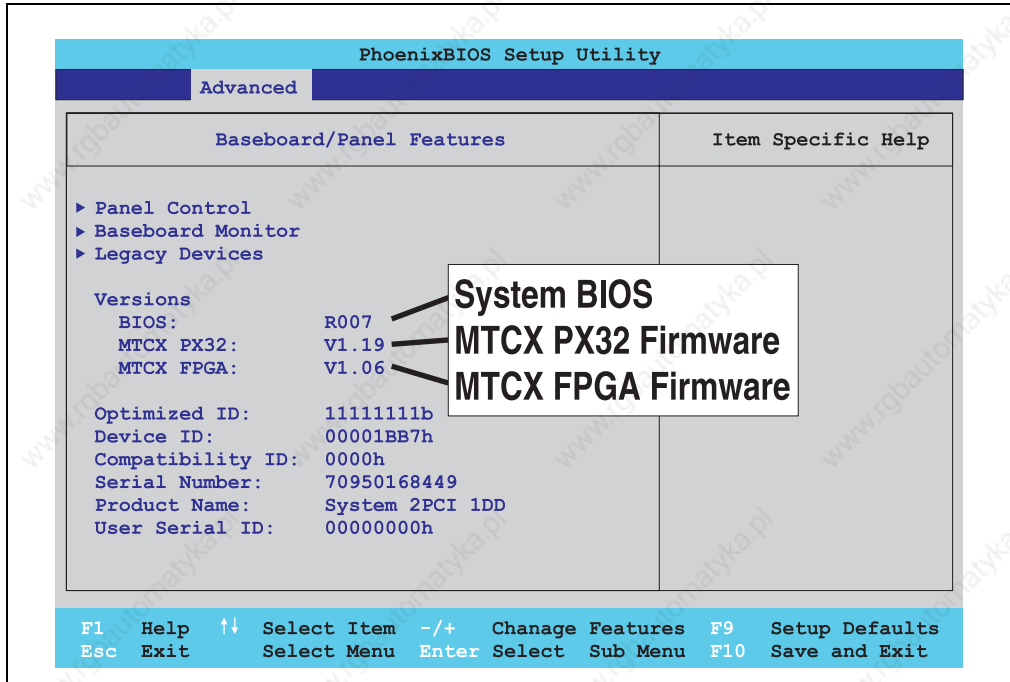 PhoenixBIOS Setup Utility
Advanced
Baseboard/Panel Features
Item Specific Help
Panel Control
Baseboard Monitor
Legacy Devices
Versions
BIOS: R007
MTCX PX32: V1.19
MTCX FPGA: V1.06
System BIOS
MTCX PX32 Firmware
MTCX FPGA Firmware
Optimized ID: 11111111b
Device ID: 00001BB7h
Compatibility ID: 0000h
Serial Number: 70950168449
Product Name: System 2PCI 1DD
User Serial ID: 00000000h
F1 Help ↑↓ Select Item -/+ Chanage Features F9 Setup Defaults
Esc Exit Select Menu Enter Select Sub Menu F10 Save and Exit
www.rgbautomatyka.pl